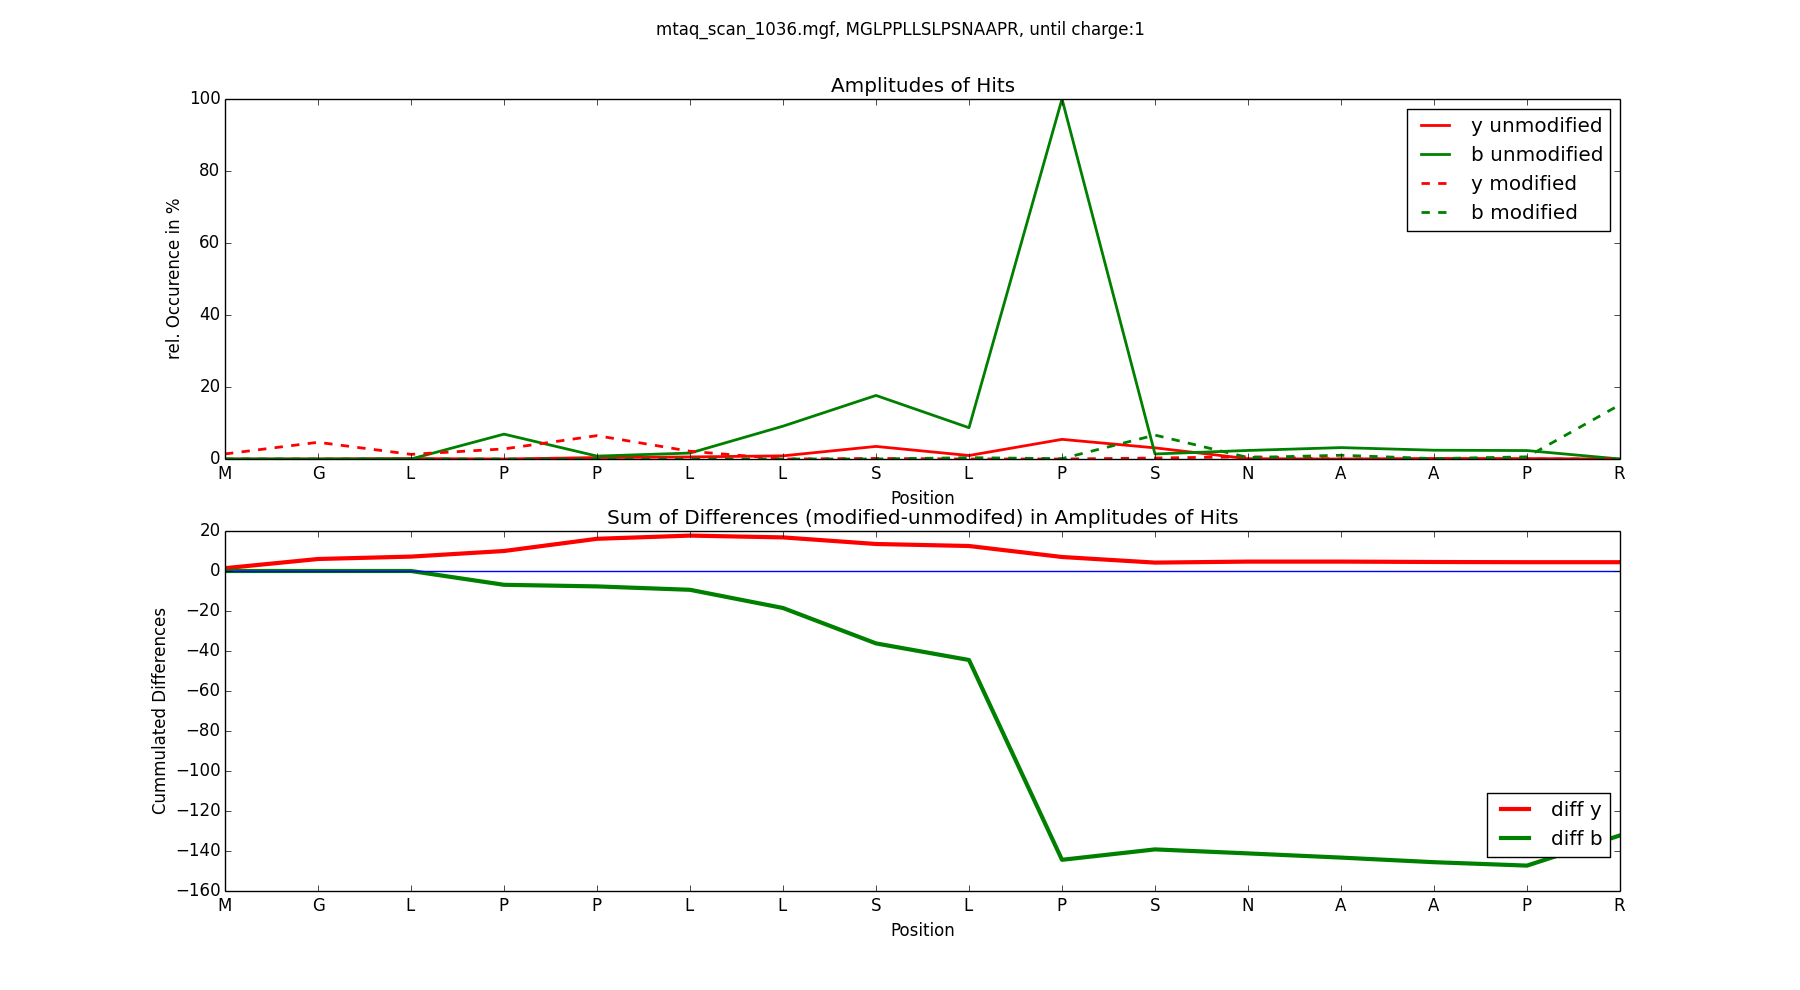 mtaq_scan_1036.mgf, MGLPPLLSLPSNAAPR, until charge:1
Amplitudes of Hits
100
80
60
40
20
0
rel. Occurence in %
y unmodified
b unmodified
y modified
b modified
M G L P P L L S L P S N A A P R
Position
Sum of Differences (modified-unmodifed) in Amplitudes of Hits
20
0
−20
−40
−60
−80
−100
−120
−140
−160
Cummulated Differences
diff y
diff b
M G L P P L L S L P S N A A P R
Position